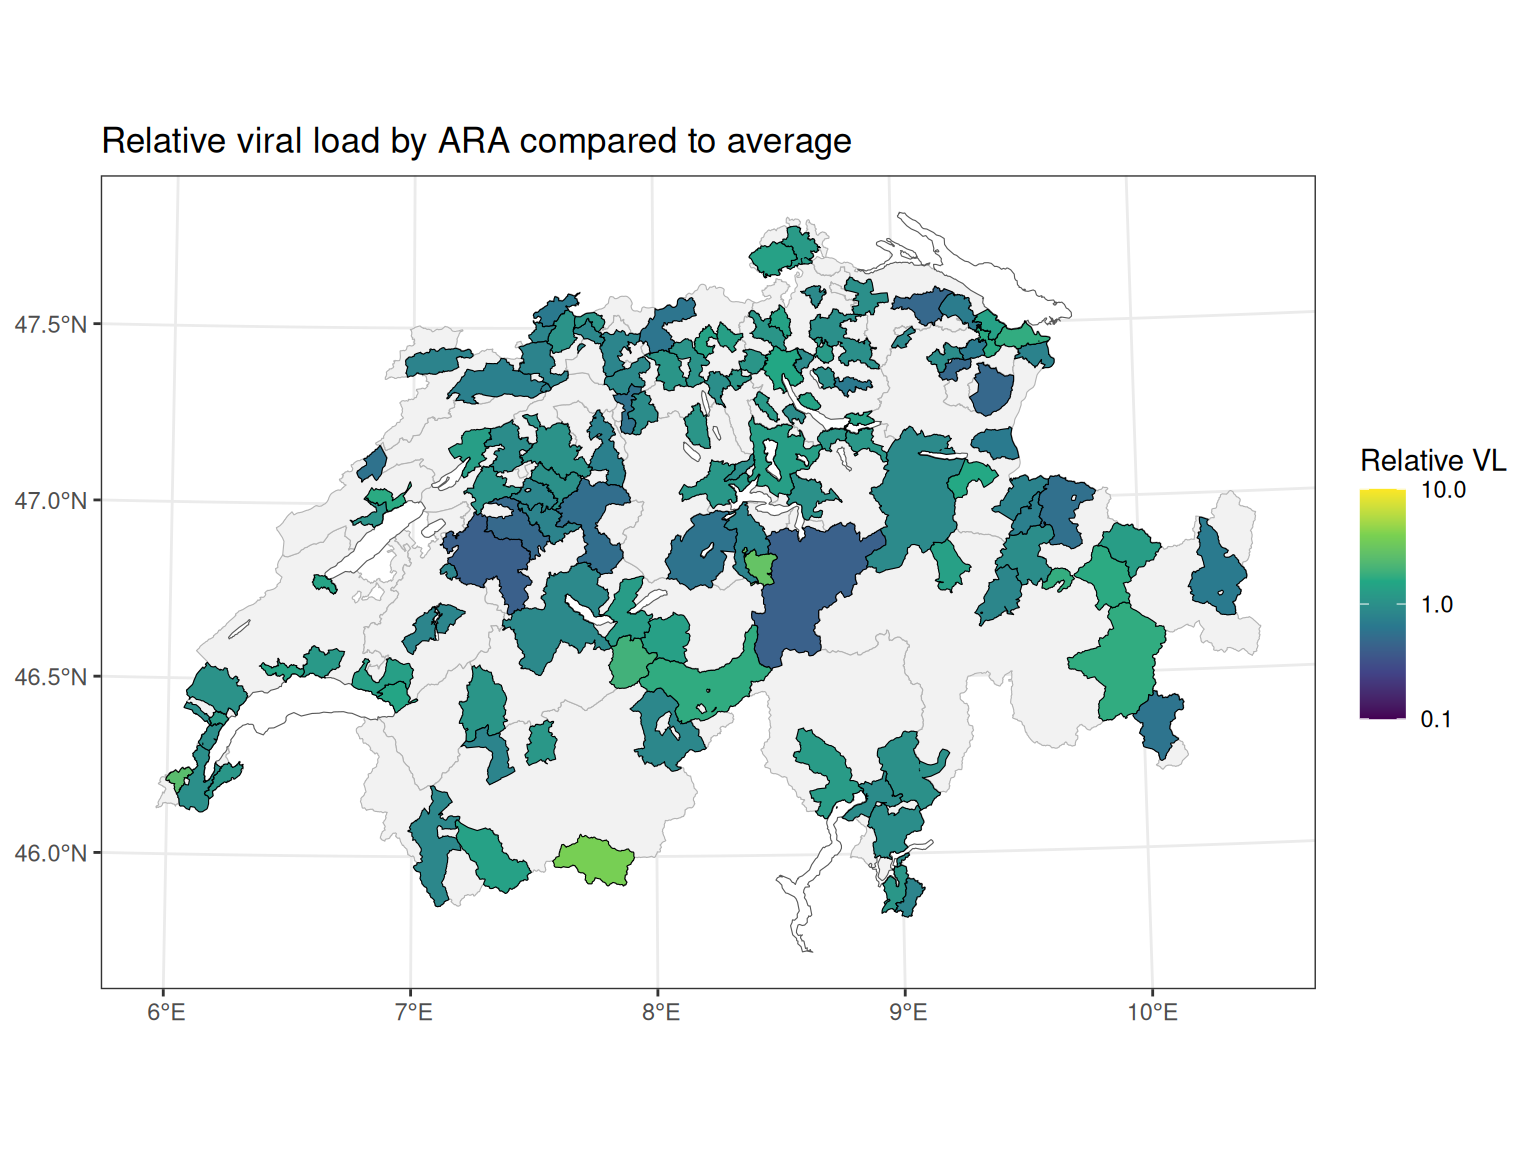 Relative viral load by ARA compared to average
47.5°N
47.0°N
46.5°N
46.0°N
6°E
7°E
8°E
9°E
10°E
Relative VL
10.0
1.0
0.1